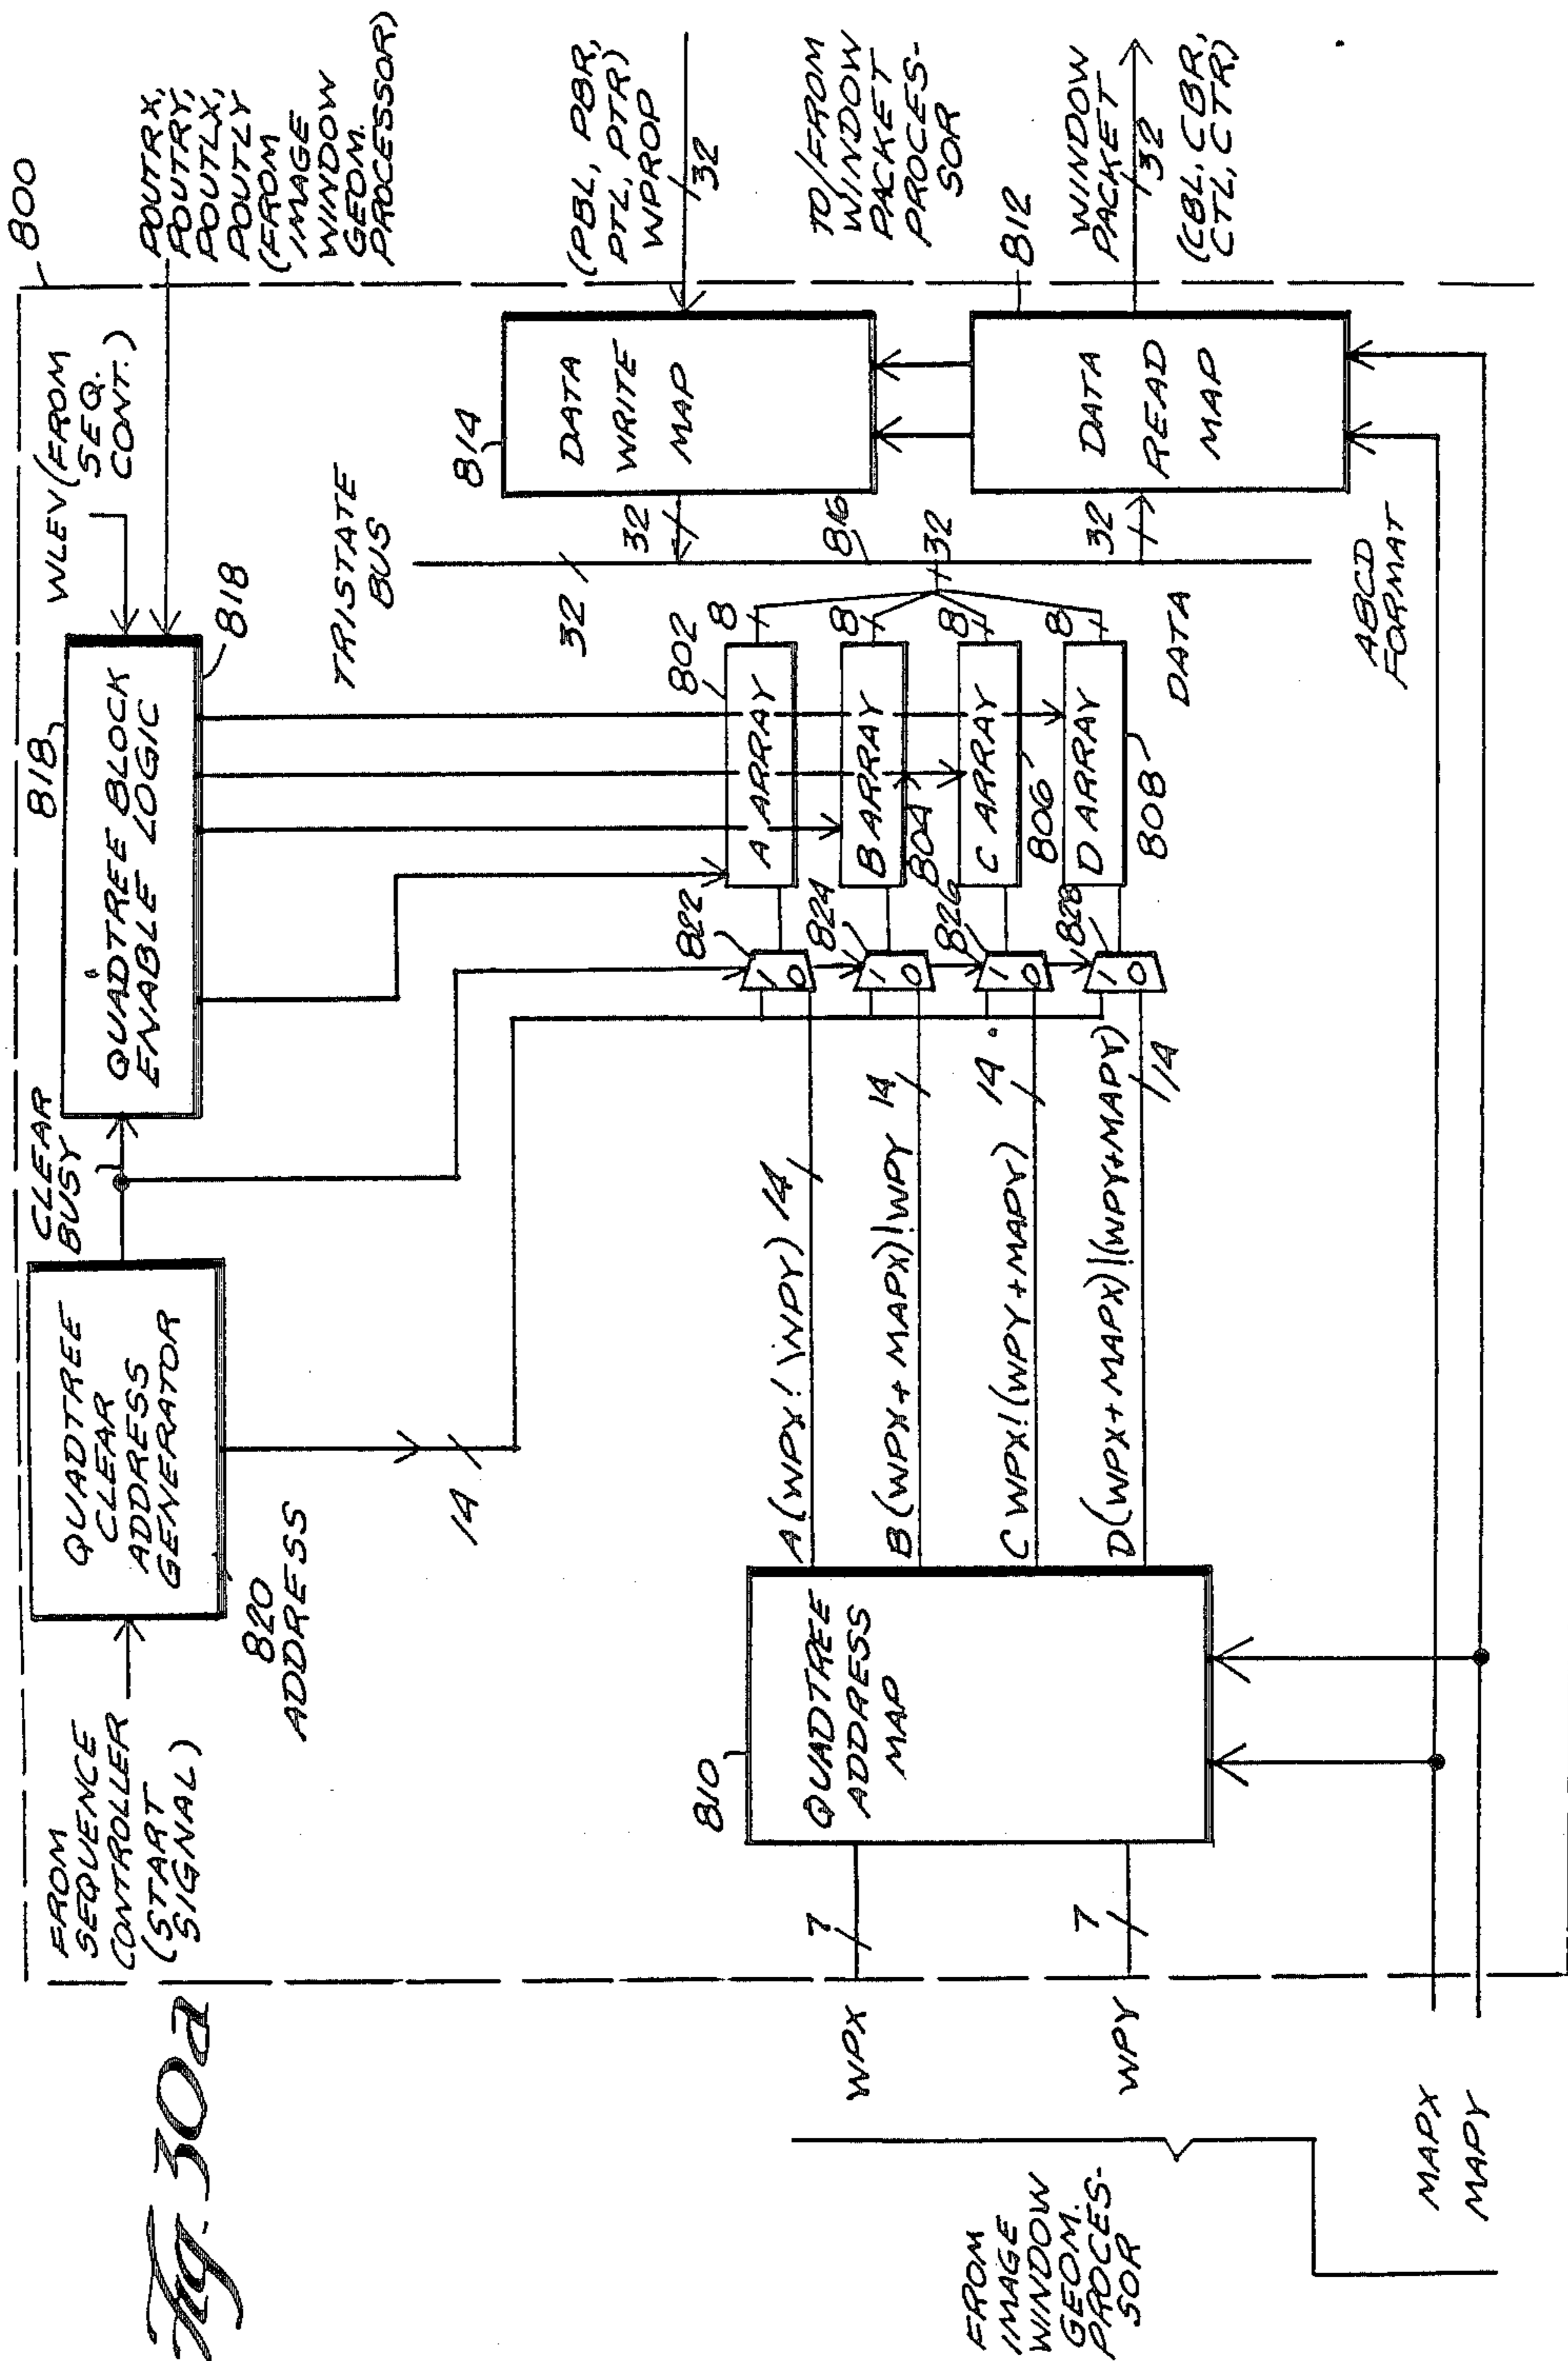 Fig. 30a
FROM
SEQUENCE
CONTROLLER
(START
SIGNAL)
QUADTREE
CLEAR
ADDRESS
GENERATOR
820
ADDRESS
14
CLEAR
BUSY
818
QUADTREE BLOCK
ENABLE LOGIC
818
WLEV (FROM
SEQ.
CONT.)
800
POUTRX,
POUTRY,
POUTLX,
POUTLY
(FROM
IMAGE
WINDOW
GEOM.
PROCESSOR)
TRISTATE
BUS
32
814
DATA
WRITE
MAP
(PBL, PBR,
PTL, PTR)
WPROP
32
32
816
32
TO/FROM
WINDOW
PACKET
PROCES-
SOR
812
DATA
READ
MAP
32
WINDOW
PACKET
32
(CBL, CBR,
CTL, CTR)
822
1 0
802
A ARRAY
8
824
1 0
B ARRAY
804
8
826
1 0
C ARRAY
806
8
828
1 0
D ARRAY
808
8
DATA
ABCD
FORMAT
810
QUADTREE
ADDRESS
MAP
A(WPX!WPY) 14
B(WPX+MAPX)!WPY 14
C WPX!(WPY+MAPY) 14
D(WPX+MAPX)!(WPY+MAPY)
14
7
7
WPX
WPY
FROM
IMAGE
WINDOW
GEOM.
PROCES-
SOR
MAPX
MAPY